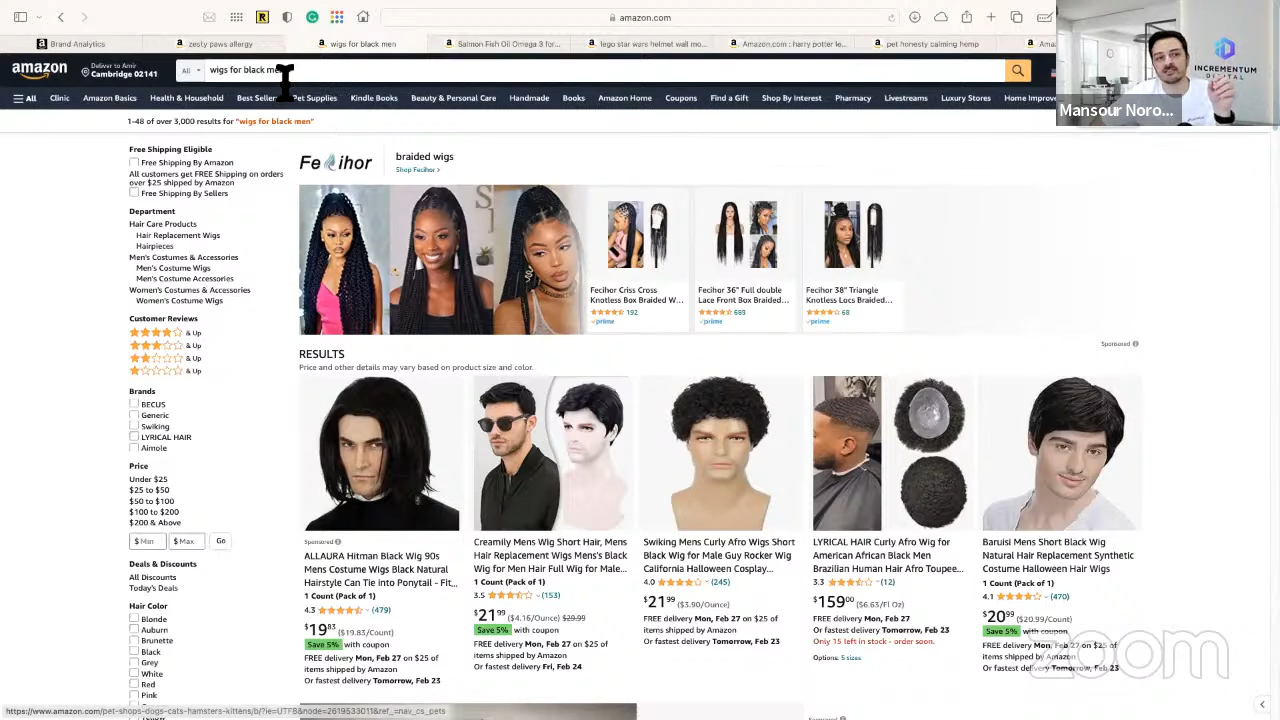 amazon.com
Brand Analytics
zesty paws allergy
wigs for black men
Salmon Fish Oil Omega 3 for...
lego star wars helmet wall mo...
Amazon.com : harry potter le...
pet honesty calming hemp
Ama
amazon
Deliver to Amir
Cambridge 02141
All
wigs for black me
INCREMENTUM
DIGITAL
Mansour Noro...
All
Clinic
Amazon Basics
Health & Household
Best Selle
Pet Supplies
Kindle Books
Beauty & Personal Care
Handmade
Books
Amazon Home
Coupons
Find a Gift
Shop By Interest
Pharmacy
Livestreams
Luxury Stores
Home Improve
1-48 of over 3,000 results for "wigs for black men"
Free Shipping Eligible
Free Shipping By Amazon
All customers get FREE Shipping on orders
over $25 shipped by Amazon
Free Shipping By Sellers
Department
Hair Care Products
Hair Replacement Wigs
Hairpieces
Men's Costumes & Accessories
Men's Costume Wigs
Men's Costume Accessories
Women's Costumes & Accessories
Women's Costume Wigs
Customer Reviews
& Up
& Up
& Up
& Up
Brands
BECUS
Generic
Swiking
LYRICAL HAIR
Aimole
Price
Under $25
$25 to $50
$50 to $100
$100 to $200
$200 & Above
$ Min
$ Max
Go
Deals & Discounts
All Discounts
Today's Deals
Hair Color
Blonde
Auburn
Brunette
Black
Grey
White
Red
Pink
Fecihor
braided wigs
Shop Fecihor >
Fecihor Criss Cross
Knotless Box Braided W...
192
prime
Fecihor 36" Full double
Lace Front Box Braided...
689
prime
Fecihor 38" Triangle
Knotless Locs Braided...
68
prime
Sponsored
RESULTS
Price and other details may vary based on product size and color.
Sponsored
ALLAURA Hitman Black Wig 90s
Mens Costume Wigs Black Natural
Hairstyle Can Tie into Ponytail - Fit...
1 Count (Pack of 1)
4.3 (479)
$19 83 ($19.83/Count)
Save 5% with coupon
FREE delivery Mon, Feb 27 on $25 of
items shipped by Amazon
Or fastest delivery Tomorrow, Feb 23
Creamily Mens Wig Short Hair, Mens
Hair Replacement Wigs Mens's Black
Wig for Men Hair Full Wig for Male...
1 Count (Pack of 1)
3.5 (153)
$21 99 ($4.16/Ounce) $29.99
Save 5% with coupon
FREE delivery Mon, Feb 27 on $25 of
items shipped by Amazon
Or fastest delivery Fri, Feb 24
Swiking Mens Curly Afro Wigs Short
Black Wig for Male Guy Rocker Wig
California Halloween Cosplay...
4.0 (245)
$21 99 ($3.90/Ounce)
FREE delivery Mon, Feb 27 on $25 of
items shipped by Amazon
Or fastest delivery Tomorrow, Feb 23
LYRICAL HAIR Curly Afro Wig for
American African Black Men
Brazilian Human Hair Afro Toupee...
3.3 (12)
$159 00 ($6.63/Fl Oz)
FREE delivery Mon, Feb 27
Or fastest delivery Tomorrow, Feb 23
Only 15 left in stock - order soon.
Options: 5 sizes
Baruisi Mens Short Black Wig
Natural Hair Replacement Synthetic
Costume Halloween Hair Wigs
1 Count (Pack of 1)
4.1 (470)
$20 99 ($20.99/Count)
Save 5% with coupon
FREE delivery Mon, Feb 27 on $25 of
items shipped by Amazon
Or fastest delivery Tomorrow, Feb 23
zoom
https://www.amazon.com/pet-shops-dogs-cats-hamsters-kittens/b/?ie=UTF8&node=2619533011&ref_=nav_cs_pets